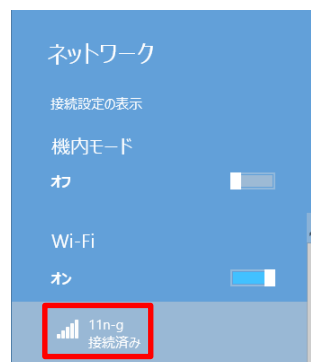 ネットワーク
接続設定の表示
機内モード
オフ
Wi-Fi
オン
11n-g
接続済み